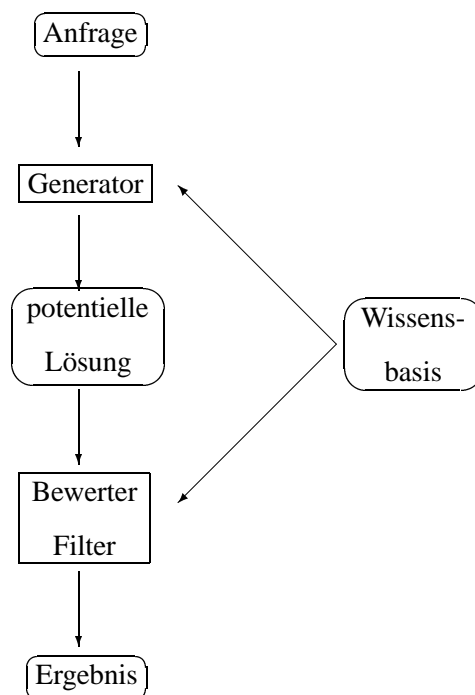 Anfrage
Generator
potentielle
Lösung
Wissens-
basis
Bewerter
Filter
Ergebnis